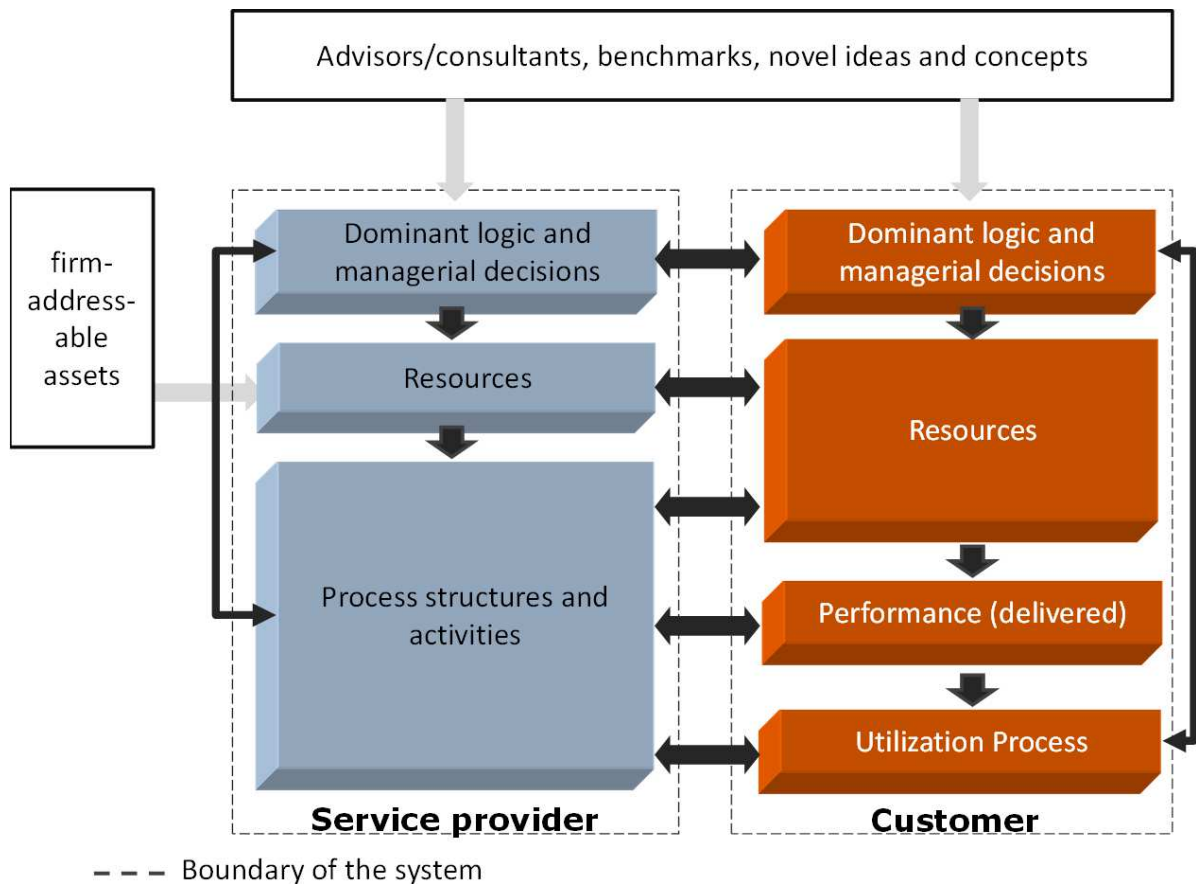 Advisors/consultants, benchmarks, novel ideas and concepts
firm-
address-
able
assets
Dominant logic and
managerial decisions
Resources
Process structures and
activities
Service provider
Dominant logic and
managerial decisions
Resources
Performance (delivered)
Utilization Process
Customer
Boundary of the system